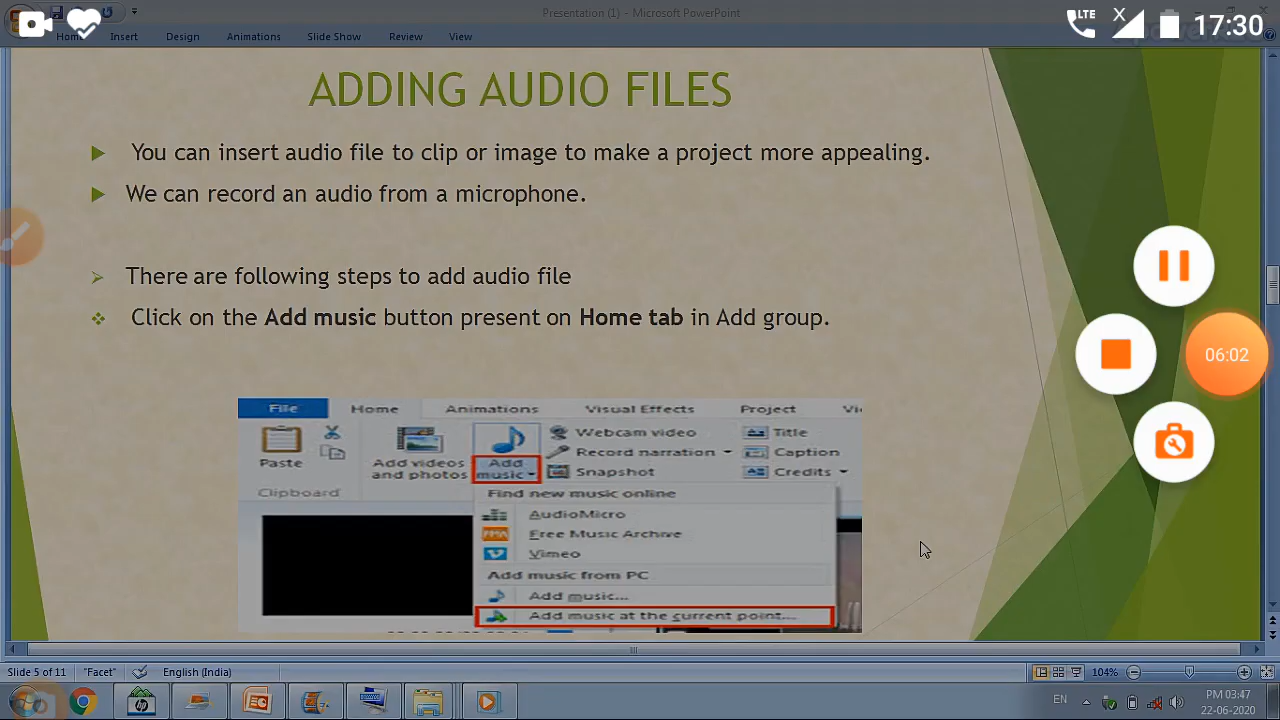 17:30
Presentation (1) - Microsoft PowerPoint
Home Insert Design Animations Slide Show Review View
ADDING AUDIO FILES
You can insert audio file to clip or image to make a project more appealing.
We can record an audio from a microphone.
There are following steps to add audio file
Click on the Add music button present on Home tab in Add group.
06:02
File Home Animations Visual Effects Project Vi
Paste
Clipboard
Add videos and photos
Add music
Webcam video
Record narration
Snapshot
Title
Caption
Credits
Find new music online
AudioMicro
Free Music Archive
Vimeo
Add music from PC
Add music...
Add music at the current point...
Slide 5 of 11 "Facet" English (India) 104%
EN PM 03:47
22-06-2020
LTE X